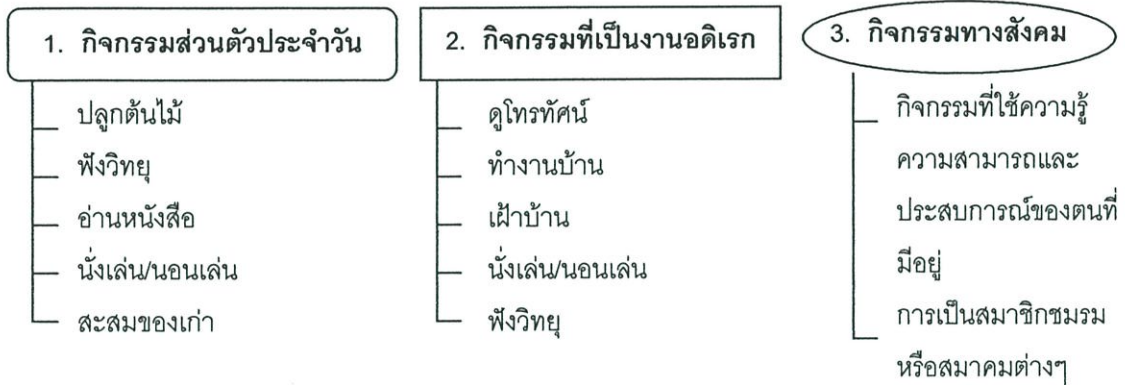 1. กิจกรรมส่วนตัวประจำวัน
ปลูกต้นไม้
ฟังวิทยุ
อ่านหนังสือ
นั่งเล่น/นอนเล่น
สะสมของเก่า
2. กิจกรรมที่เป็นงานอดิเรก
ดูโทรทัศน์
ทำงานบ้าน
เฝ้าบ้าน
นั่งเล่น/นอนเล่น
ฟังวิทยุ
3. กิจกรรมทางสังคม
กิจกรรมที่ใช้ความรู้
ความสามารถและ
ประสบการณ์ของตนที่
มีอยู่
การเป็นสมาชิกชมรม
หรือสมาคมต่างๆ